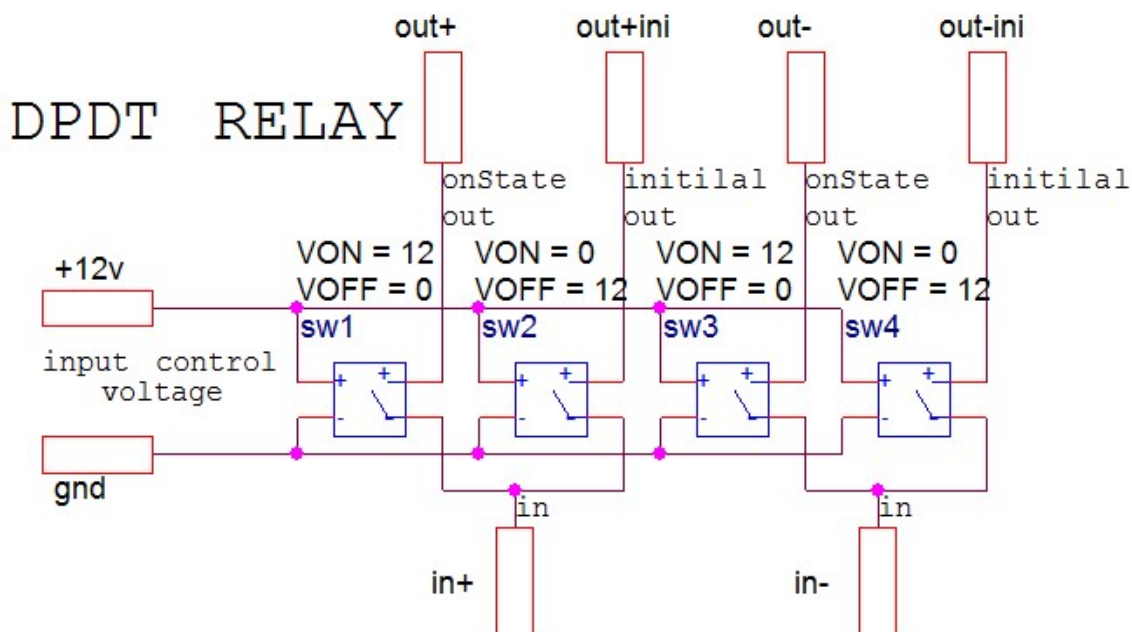 out+
out+ini
out-
out-ini
DPDT RELAY
onState
out
initilal
out
onState
out
initilal
out
+12v
VON = 12
VOFF = 0
VON = 0
VOFF = 12
VON = 12
VOFF = 0
VON = 0
VOFF = 12
sw1
sw2
sw3
sw4
input control
voltage
+
+
-
+
+
-
+
+
-
+
+
-
gnd
in
in
in+
in-